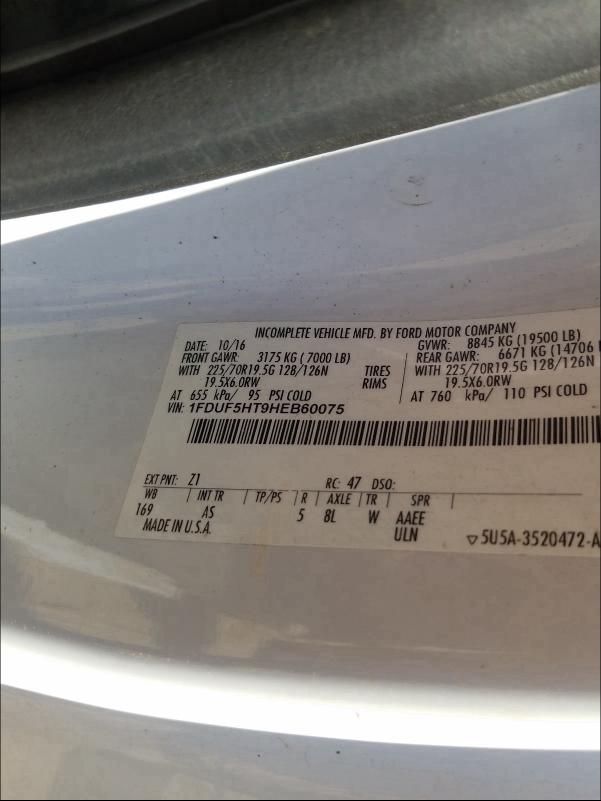 INCOMPLETE VEHICLE MFD. BY FORD MOTOR COMPANY
DATE: 10/16 GVWR: 8845 KG (19500 LB)
FRONT GAWR: 3175 KG ( 7000 LB) REAR GAWR: 6671 KG (14706 LB
WITH 225/70R19.5G 128/126N TIRES WITH 225/70R19.5G 128/126N
19.5X6.0RW RIMS 19.5X6.0RW
AT 655 kPa/ 95 PSI COLD AT 760 kPa/ 110 PSI COLD
VIN: 1FDUF5HT9HEB60075
EXT PNT: Z1 RC: 47 DSO:
WB INT TR TP/PS R AXLE TR SPR
169 AS 5 8L W AAEE
MADE IN U.S.A. ULN ▽5U5A-3520472-A